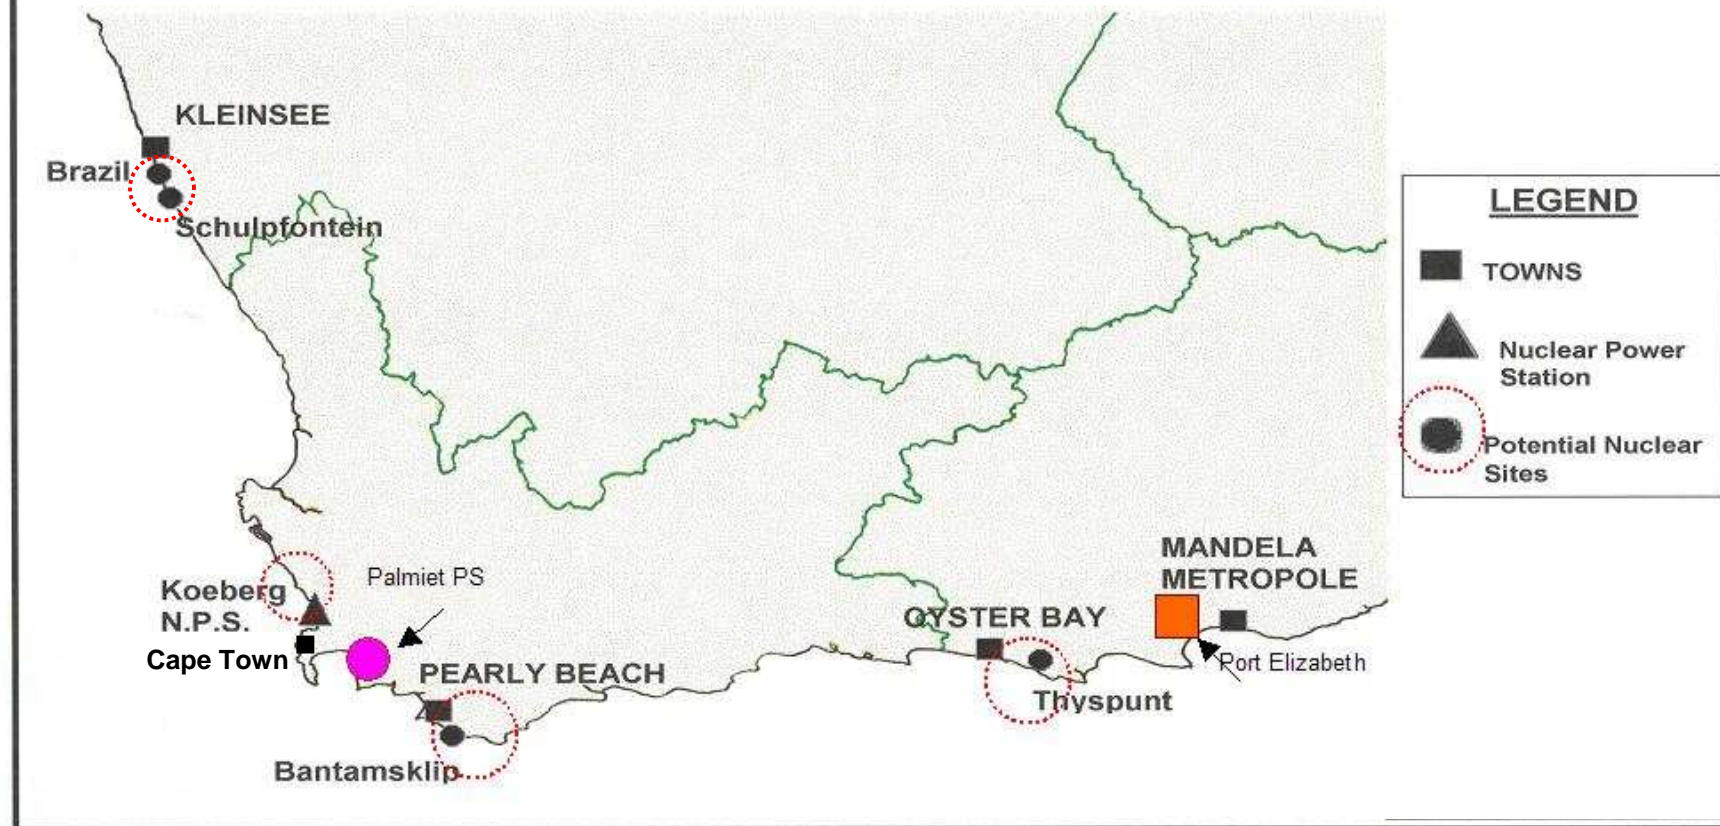 KLEINSEE
Brazil
Schulpfontein
Koeberg
N.P.S.
Cape Town
Palmiet PS
PEARLY BEACH
Bantamsklip
OYSTER BAY
Thyspunt
MANDELA
METROPOLE
Port Elizabeth
LEGEND
TOWNS
Nuclear Power
Station
Potential Nuclear
Sites